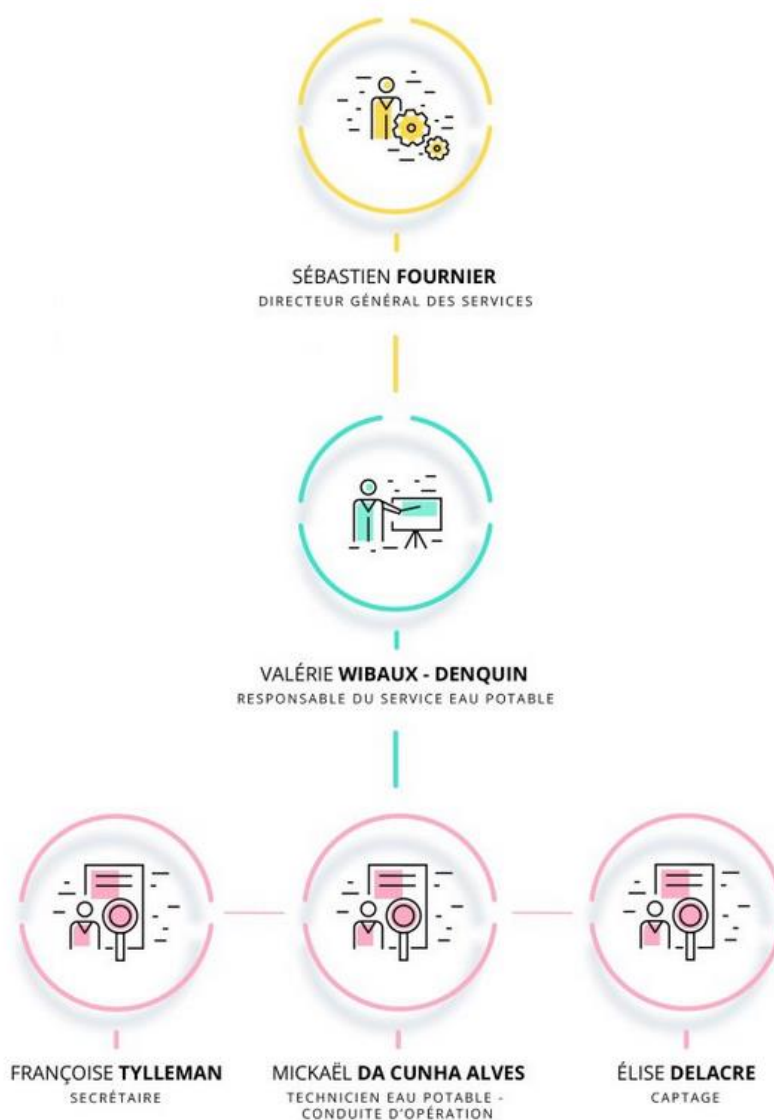 SÉBASTIEN FOURNIER
DIRECTEUR GÉNÉRAL DES SERVICES
VALÉRIE WIBAUX - DENQUIN
RESPONSABLE DU SERVICE EAU POTABLE
FRANÇOISE TYLLEMAN
SECRÉTAIRE
MICKAËL DA CUNHA ALVES
TECHNICIEN EAU POTABLE -
CONDUITE D'OPÉRATION
ÉLISE DELACRE
CAPTAGE